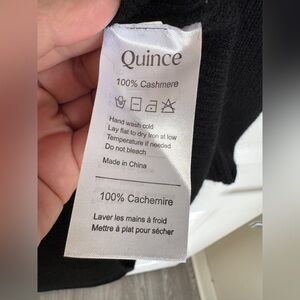 Quince
100% Cashmere
Hand wash cold
Lay flat to dry Iron at low
Temperature if needed
Do not bleach
Made in China
100% Cachemire
Laver les mains à froid
Mettre à plat pour sécher